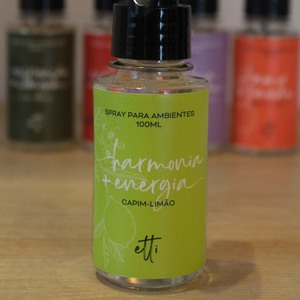 SPRAY PARA AMBIENTES
100ML
harmonia
+ energia
CAPIM-LIMÃO
etti